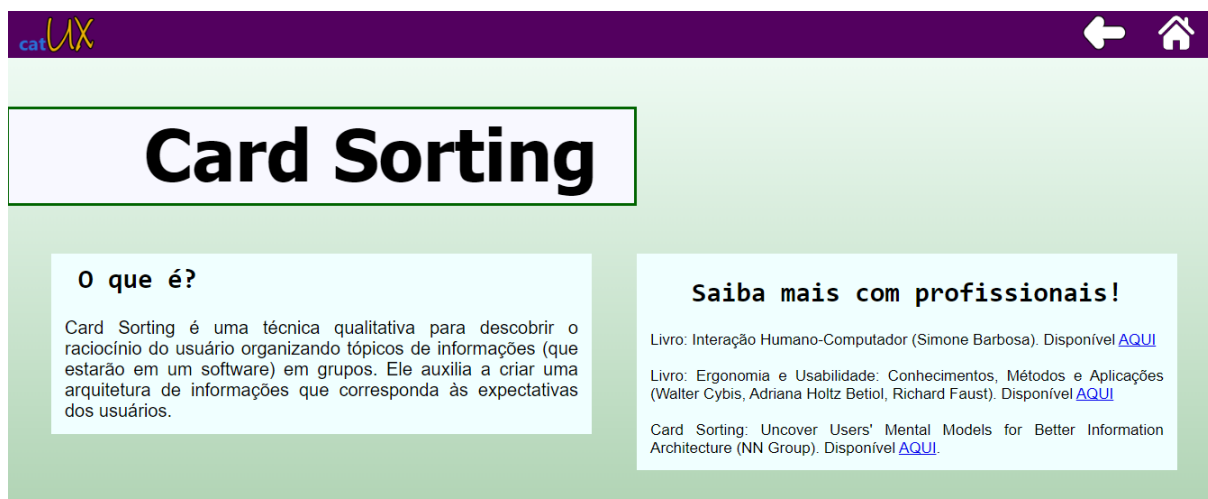 catUX
Card Sorting
O que é?
Card Sorting é uma técnica qualitativa para descobrir o
raciocínio do usuário organizando tópicos de informações (que
estarão em um software) em grupos. Ele auxilia a criar uma
arquitetura de informações que corresponda às expectativas
dos usuários.
Saiba mais com profissionais!
Livro: Interação Humano-Computador (Simone Barbosa). Disponível AQUI
Livro: Ergonomia e Usabilidade: Conhecimentos, Métodos e Aplicações
(Walter Cybis, Adriana Holtz Betiol, Richard Faust). Disponível AQUI
Card Sorting: Uncover Users' Mental Models for Better Information
Architecture (NN Group). Disponível AQUI.